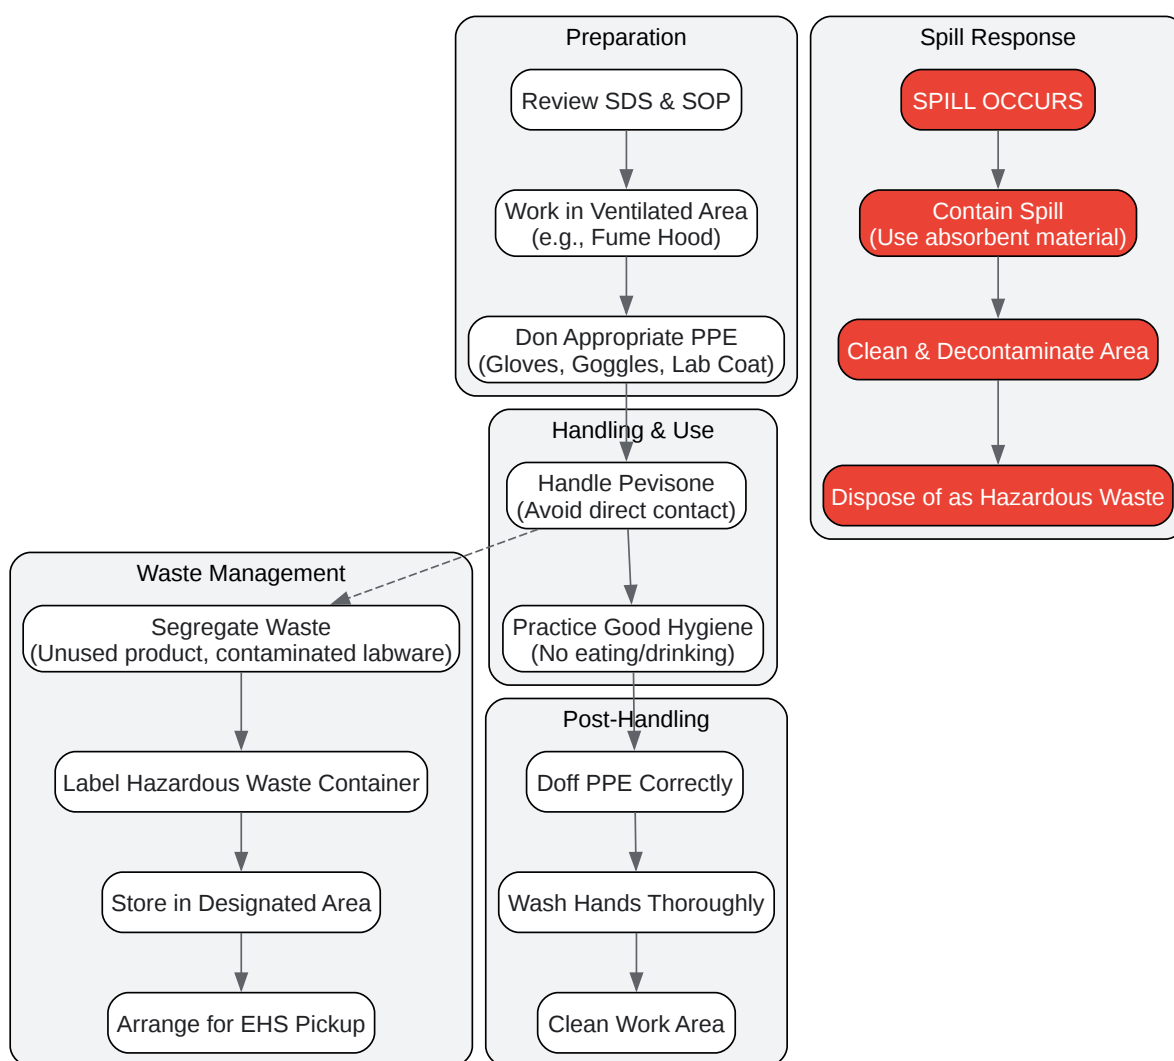 Preparation
Review SDS & SOP
Work in Ventilated Area
(e.g., Fume Hood)
Don Appropriate PPE
(Gloves, Goggles, Lab Coat)
Spill Response
SPILL OCCURS
Contain Spill
(Use absorbent material)
Clean & Decontaminate Area
Dispose of as Hazardous Waste
Handling & Use
Handle Pevisone
(Avoid direct contact)
Practice Good Hygiene
(No eating/drinking)
Waste Management
Segregate Waste
(Unused product, contaminated labware)
Label Hazardous Waste Container
Store in Designated Area
Arrange for EHS Pickup
Post-Handling
Doff PPE Correctly
Wash Hands Thoroughly
Clean Work Area